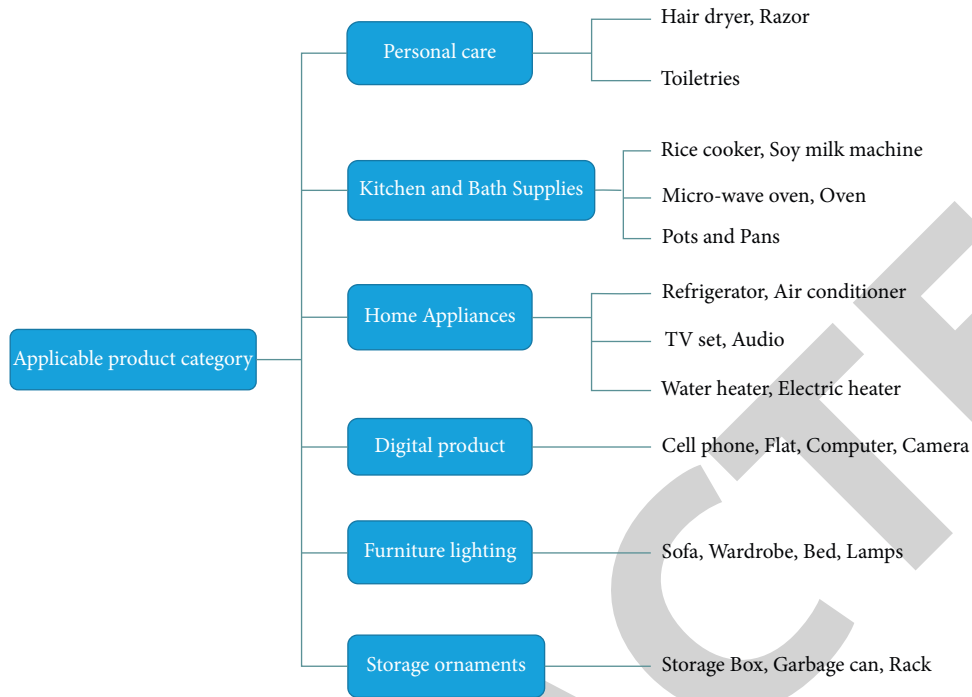 Applicable product category
Personal care
Hair dryer, Razor
Toiletries
Kitchen and Bath Supplies
Rice cooker, Soy milk machine
Micro-wave oven, Oven
Pots and Pans
Home Appliances
Refrigerator, Air conditioner
TV set, Audio
Water heater, Electric heater
Digital product
Cell phone, Flat, Computer, Camera
Furniture lighting
Sofa, Wardrobe, Bed, Lamps
Storage ornaments
Storage Box, Garbage can, Rack